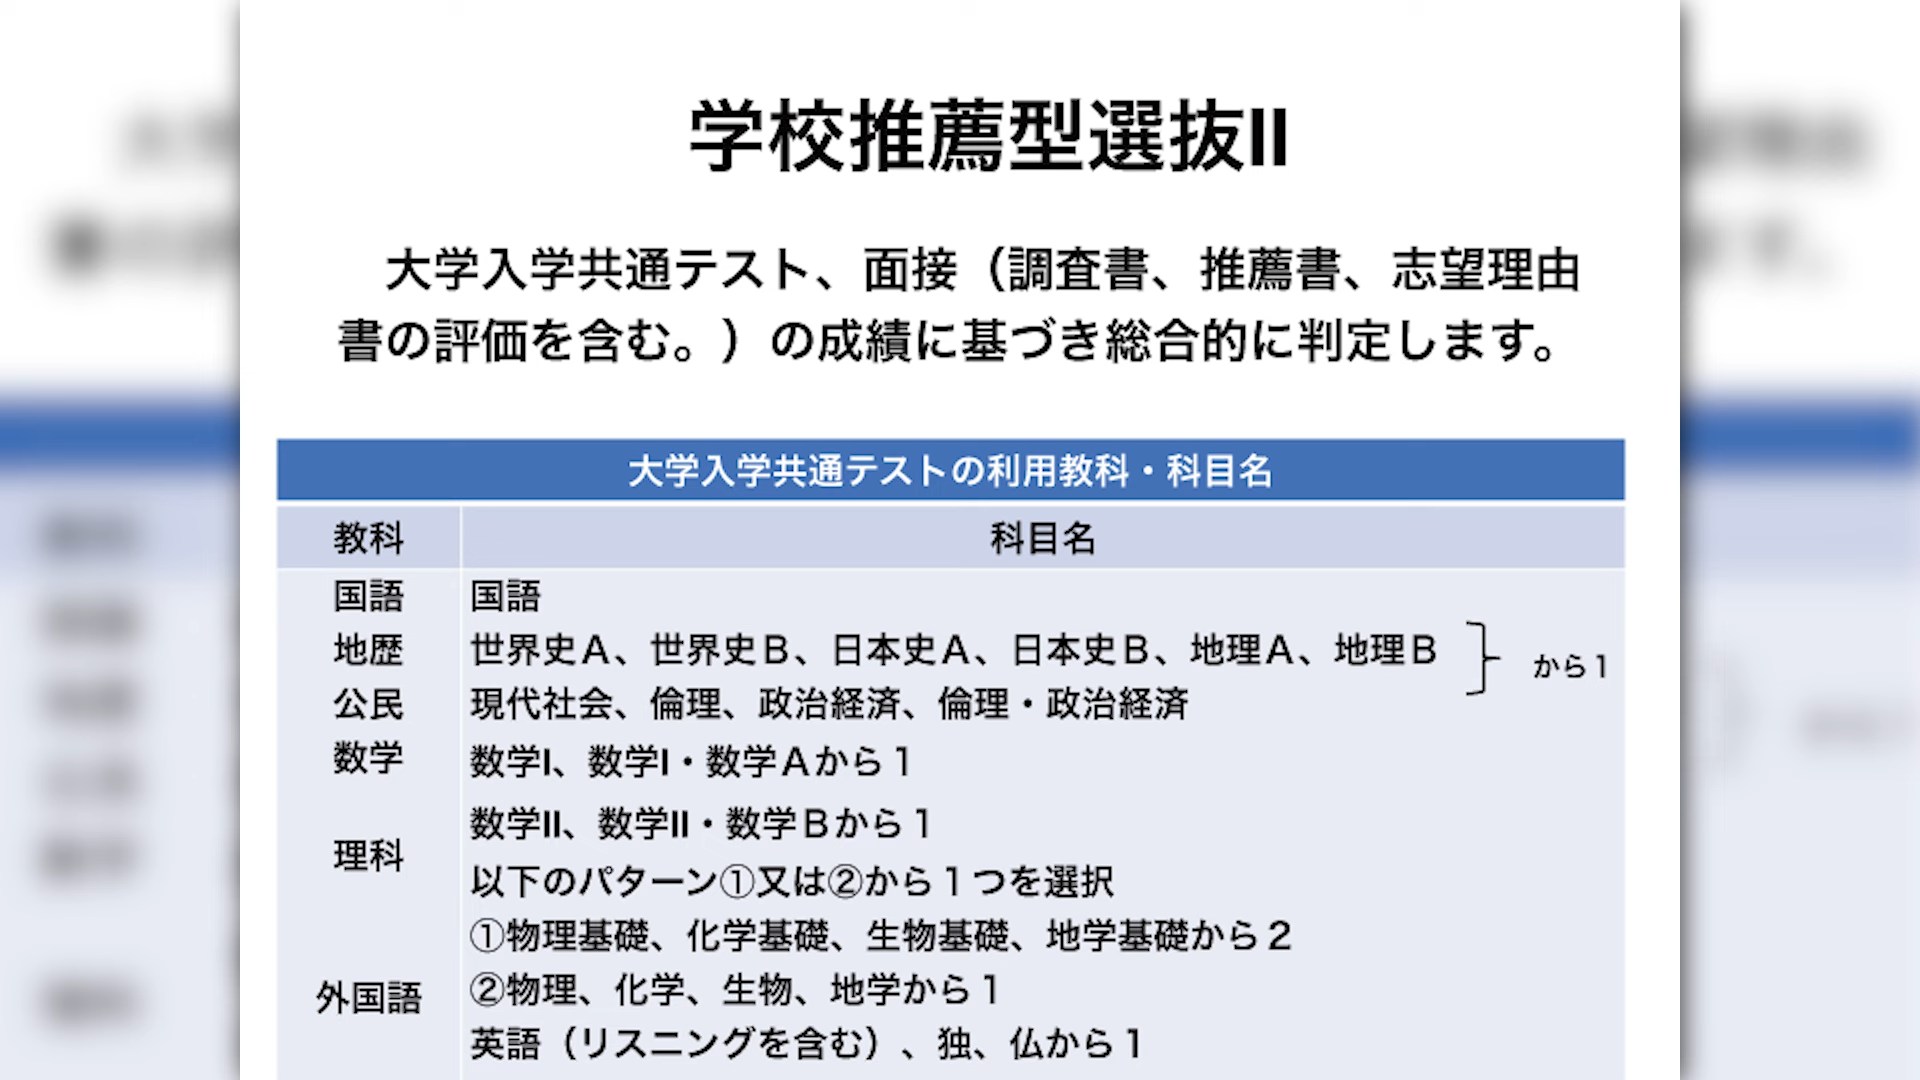 学校推薦型選抜II
大学入学共通テスト、面接（調査書、推薦書、志望理由
書の評価を含む。）の成績に基づき総合的に判定します。
大学入学共通テストの利用教科・科目名
教科 科目名
国語 国語
地歴 世界史Ａ、世界史Ｂ、日本史Ａ、日本史Ｂ、地理Ａ、地理Ｂ
から１
公民 現代社会、倫理、政治経済、倫理・政治経済
数学 数学I、数学I・数学Ａから１
数学II、数学II・数学Ｂから１
理科
以下のパターン①又は②から１つを選択
①物理基礎、化学基礎、生物基礎、地学基礎から２
②物理、化学、生物、地学から１
外国語
英語（リスニングを含む）、独、仏から１